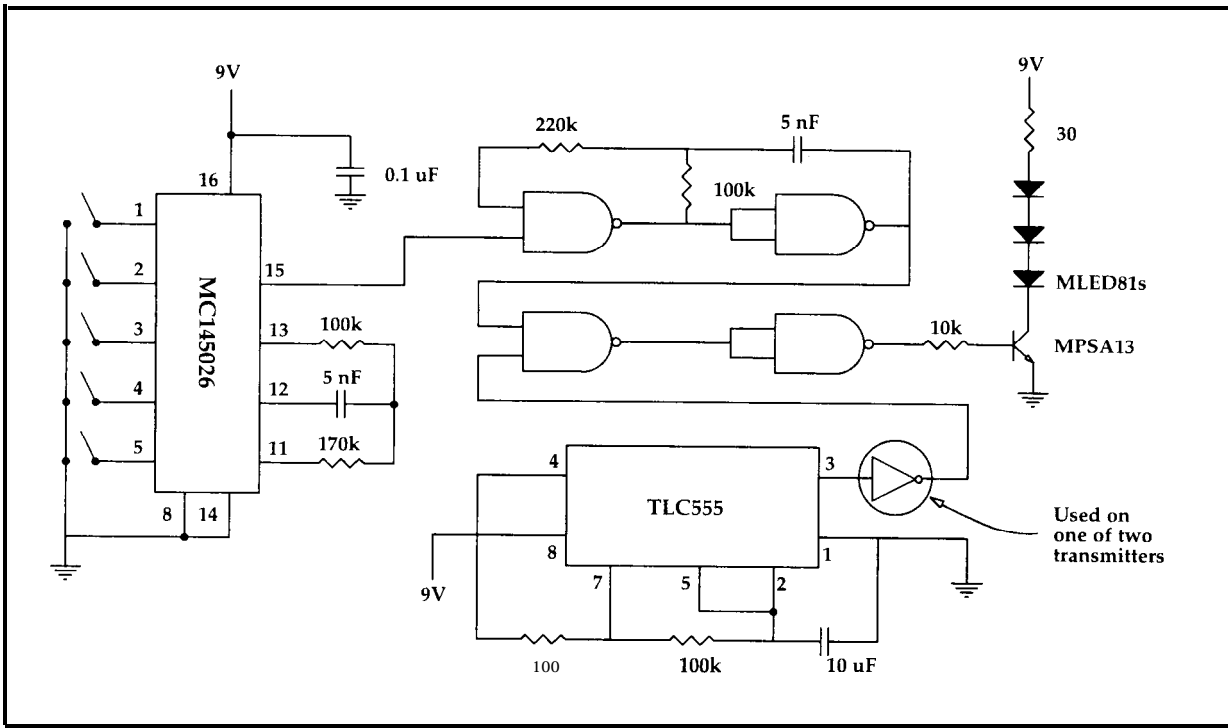 9V
16
0.1 uF
1
2
3
4
5
MC145026
15
13
100k
12
5 nF
11
170k
8
14
220k
5 nF
100k
9V
30
MLED81s
10k
MPSA13
4
3
TLC555
8
1
7
5
2
9V
100
100k
10 uF
Used on
one of two
transmitters